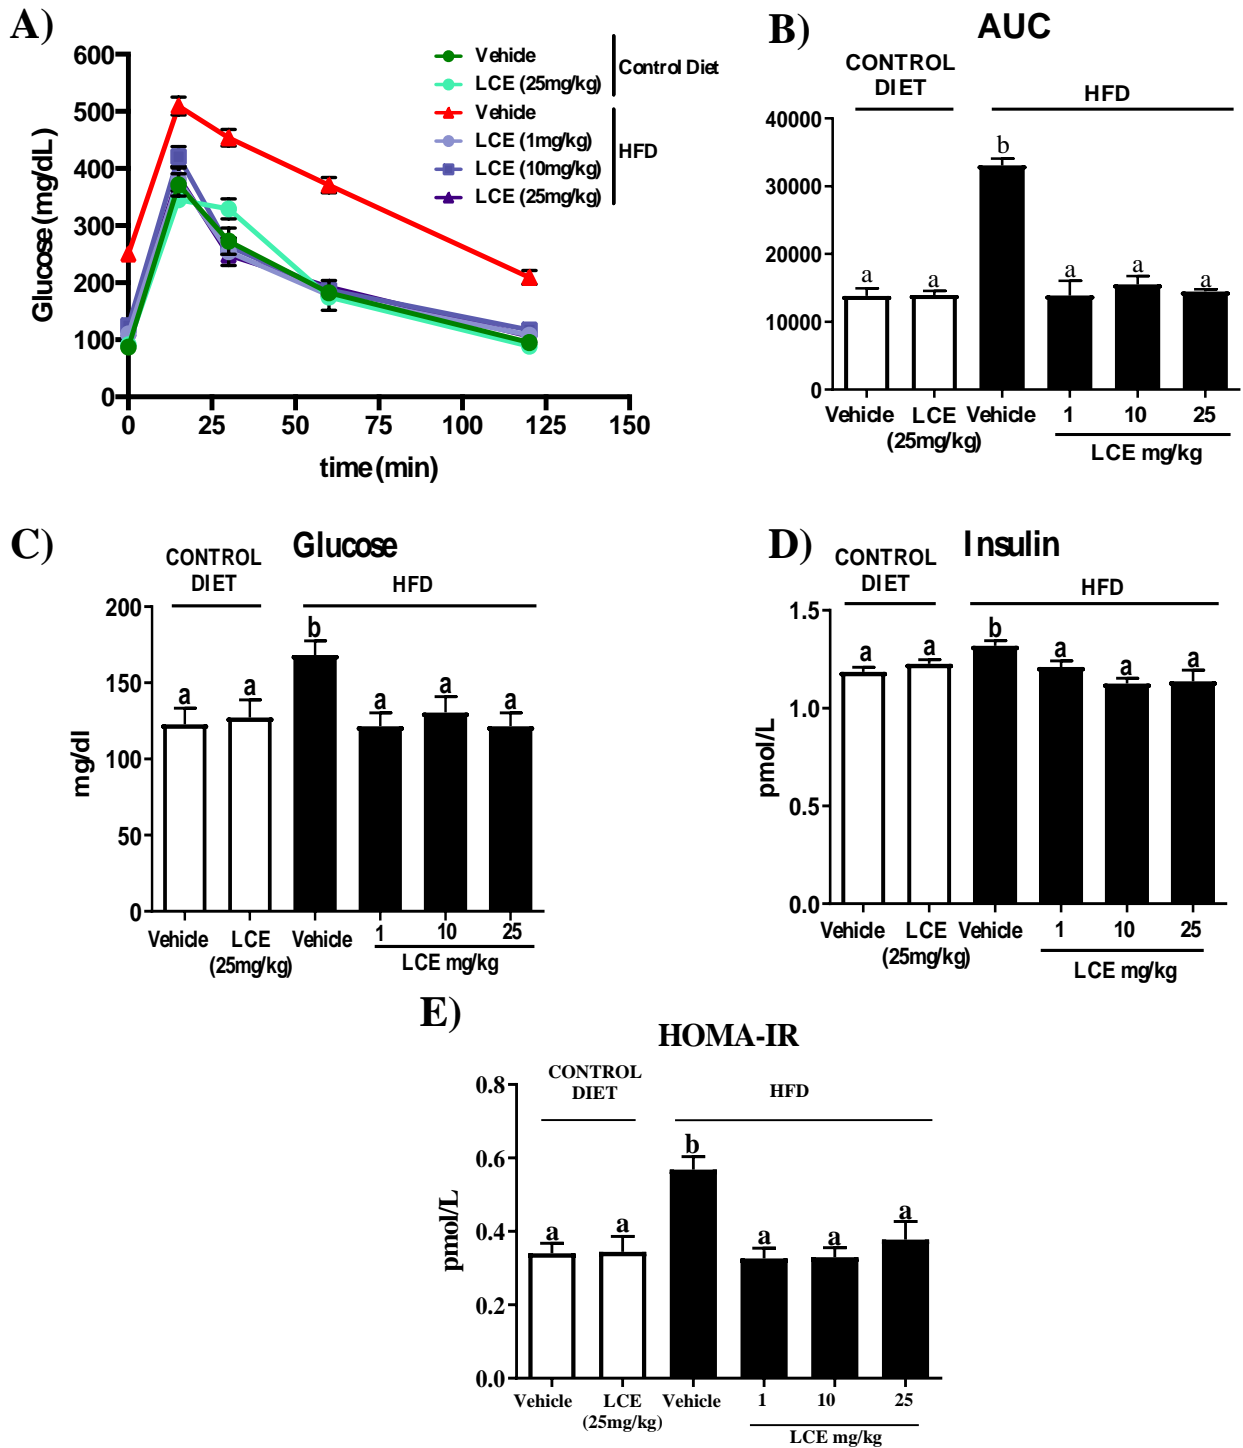 A)
600
500
400
300
200
100
0
Glucose (mg/dL)
0 25 50 75 100 125 150
time (min)
Vehicle
LCE (25mg/kg)
Control Diet
Vehicle
LCE (1mg/kg)
LCE (10mg/kg)
LCE (25mg/kg)
HFD
B)
AUC
CONTROL
DIET
HFD
40000
30000
20000
10000
0
a a b a a a
Vehicle LCE Vehicle 1 10 25
(25mg/kg)
LCE mg/kg
C)
Glucose
CONTROL
DIET
HFD
200
150
100
50
0
mg/dl
a a b a a a
Vehicle LCE Vehicle 1 10 25
(25mg/kg)
LCE mg/kg
D)
Insulin
CONTROL
DIET
HFD
1.5
1.0
0.5
0.0
pmol/L
a a b a a a
Vehicle LCE Vehicle 1 10 25
(25mg/kg)
LCE mg/kg
E)
HOMA-IR
CONTROL
DIET
HFD
0.8
0.6
0.4
0.2
0.0
pmol/L
a a b a a a
Vehicle LCE Vehicle 1 10 25
(25mg/kg)
LCE mg/kg